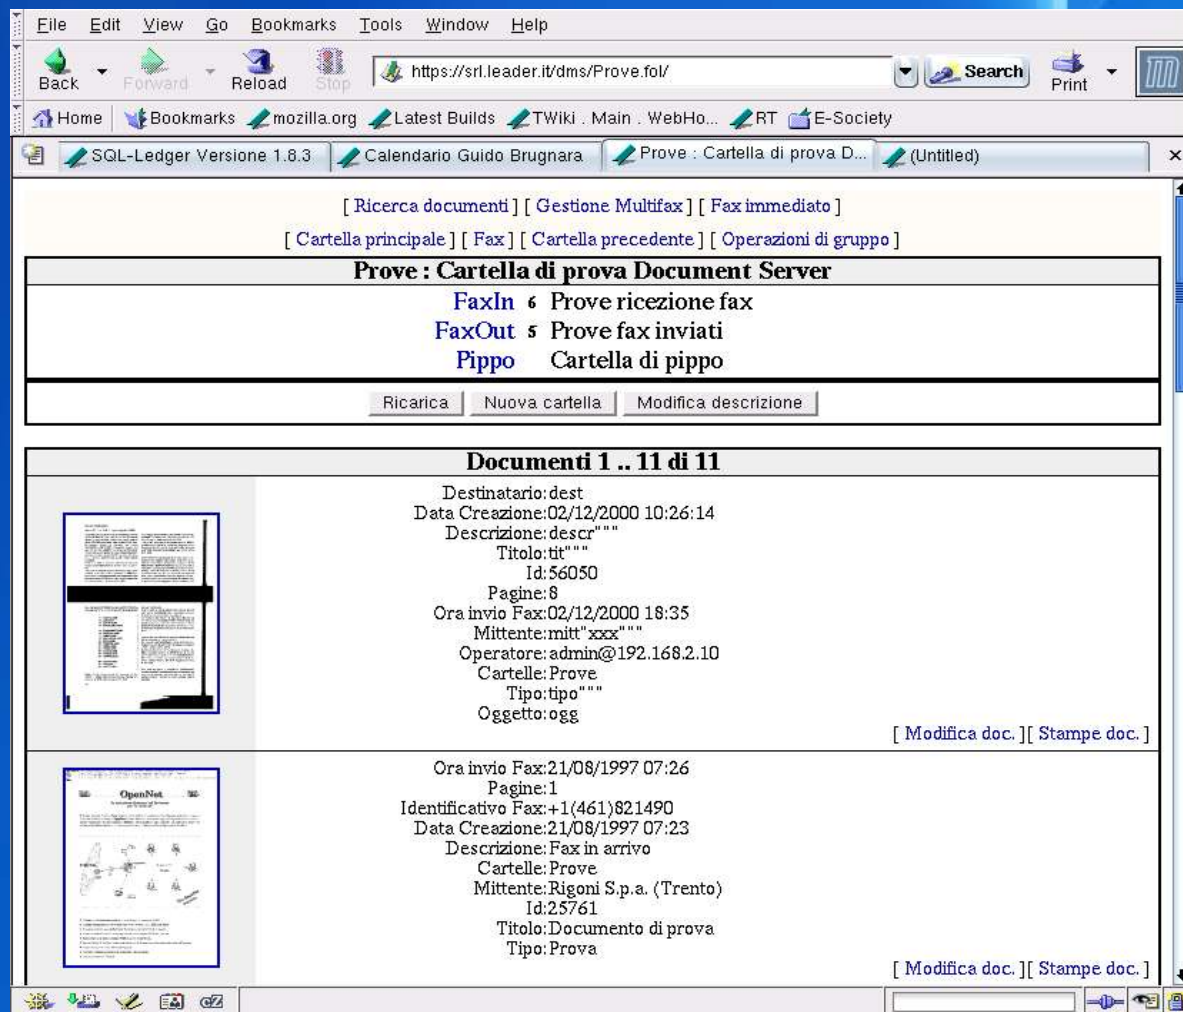 File Edit View Go Bookmarks Tools Window Help
Back Forward Reload Stop https://srl.leader.it/dms/Prove.fol/ Search Print
Home Bookmarks mozilla.org Latest Builds TWiki . Main . WebHo... RT E-Society
SQL-Ledger Versione 1.8.3 Calendario Guido Brugnara Prove : Cartella di prova D... (Untitled)
[ Ricerca documenti ] [ Gestione Multifax ] [ Fax immediato ]
[ Cartella principale ] [ Fax ] [ Cartella precedente ] [ Operazioni di gruppo ]
Prove : Cartella di prova Document Server
FaxIn 6 Prove ricezione fax
FaxOut 5 Prove fax inviati
Pippo Cartella di pippo
Ricarica Nuova cartella Modifica descrizione
Documenti 1 .. 11 di 11
Destinatario:dest
Data Creazione:02/12/2000 10:26:14
Descrizione:descr"""
Titolo:tit"""
Id:56050
Pagine:8
Ora invio Fax:02/12/2000 18:35
Mittente:mitt"xxx"""
Operatore:admin@192.168.2.10
Cartelle:Prove
Tipo:tipo"""
Oggetto:ogg
[ Modifica doc. ][ Stampe doc. ]
OpenNet
Ora invio Fax:21/08/1997 07:26
Pagine:1
Identificativo Fax:+1(461)821490
Data Creazione:21/08/1997 07:23
Descrizione:Fax in arrivo
Cartelle:Prove
Mittente:Rigoni S.p.a. (Trento)
Id:25761
Titolo:Documento di prova
Tipo:Prova
[ Modifica doc. ][ Stampe doc. ]